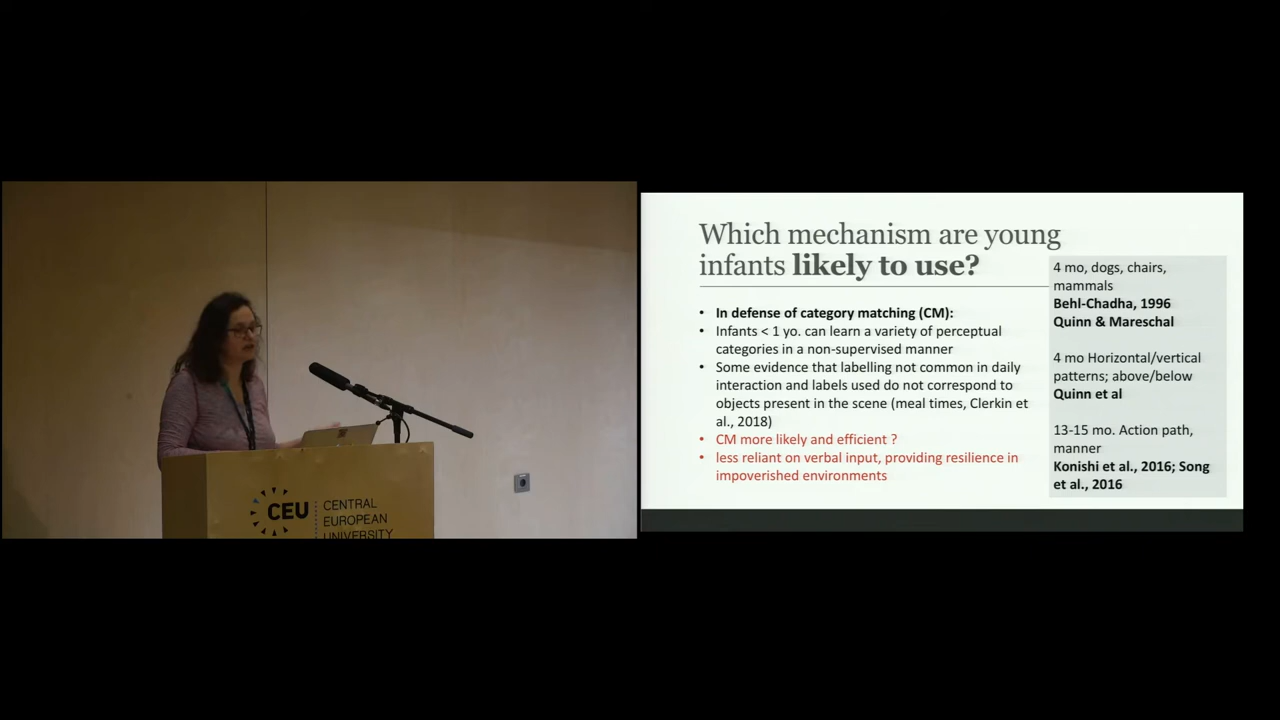 CEU
CENTRAL
EUROPEAN
UNIVERSITY
Which mechanism are young
infants likely to use?
• In defense of category matching (CM):
• Infants < 1 yo. can learn a variety of perceptual
categories in a non-supervised manner
• Some evidence that labelling not common in daily
interaction and labels used do not correspond to
objects present in the scene (meal times, Clerkin et
al., 2018)
• CM more likely and efficient ?
• less reliant on verbal input, providing resilience in
impoverished environments
4 mo, dogs, chairs,
mammals
Behl-Chadha, 1996
Quinn & Mareschal
4 mo Horizontal/vertical
patterns; above/below
Quinn et al
13-15 mo. Action path,
manner
Konishi et al., 2016; Song
et al., 2016